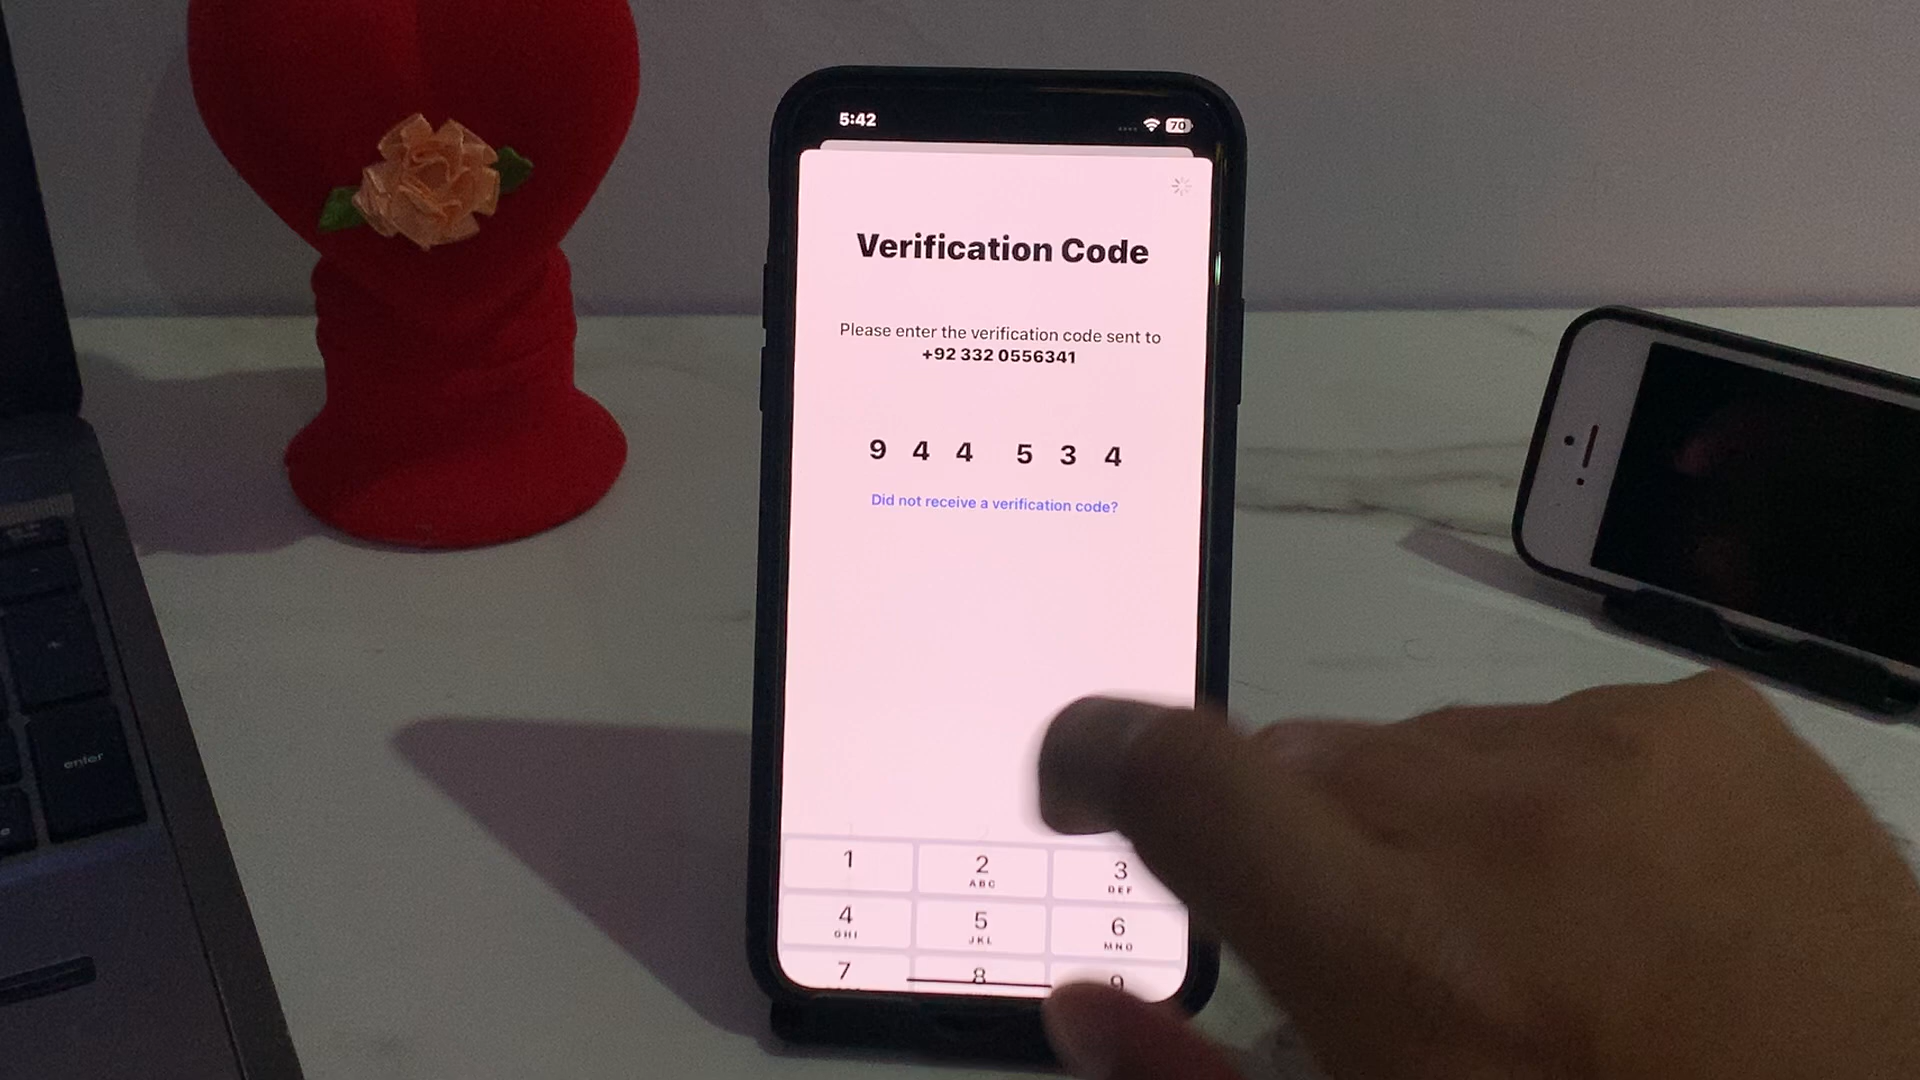 5:42
70
Verification Code
Please enter the verification code sent to
+92 332 0556341
9 4 4 5 3 4
Did not receive a verification code?
1
2
ABC
3
DEF
4
GHI
5
JKL
6
MNO
7
8
9
enter